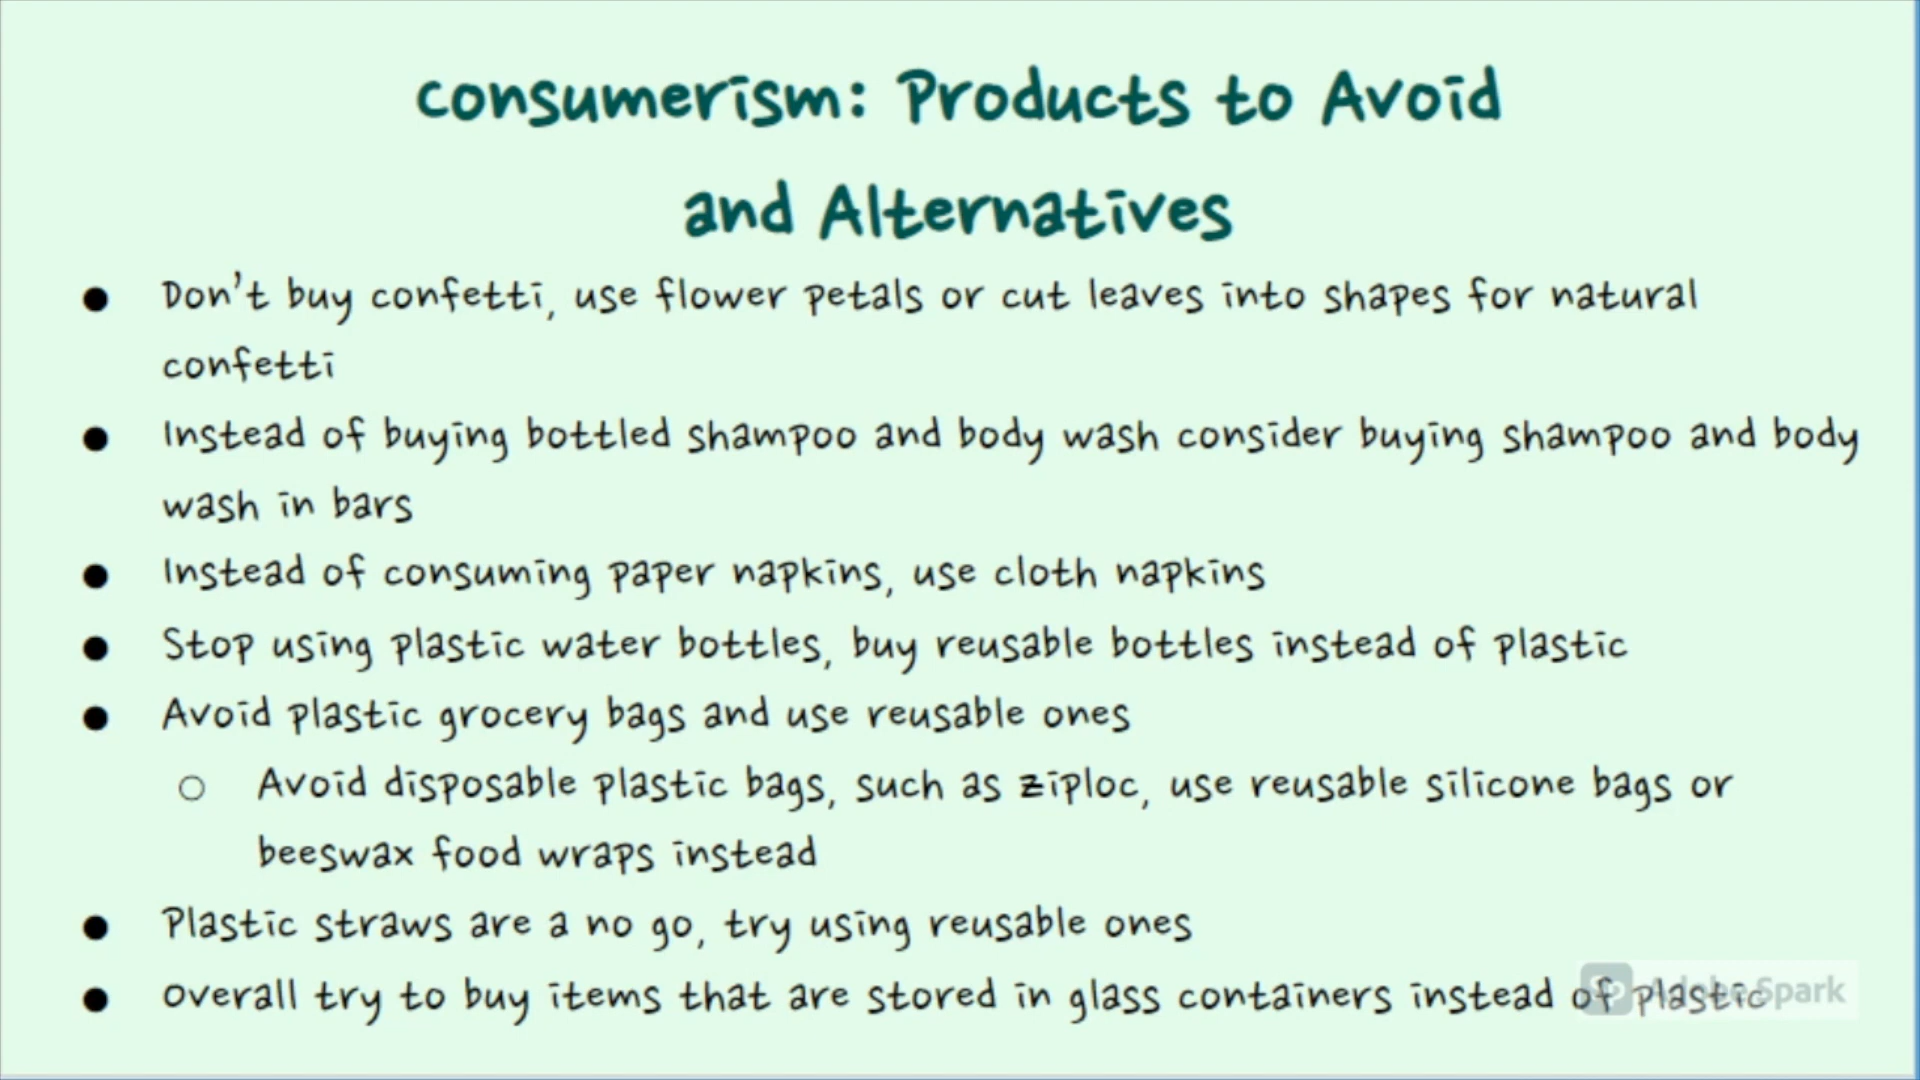 Consumerism: Products to Avoid
and Alternatives
● Don't buy confetti, use flower petals or cut leaves into shapes for natural
confetti
● Instead of buying bottled shampoo and body wash consider buying shampoo and body
wash in bars
● Instead of consuming paper napkins, use cloth napkins
● Stop using plastic water bottles, buy reusable bottles instead of plastic
● Avoid plastic grocery bags and use reusable ones
○ Avoid disposable plastic bags, such as ziploc, use reusable silicone bags or
beeswax food wraps instead
● Plastic straws are a no go, try using reusable ones
● Overall try to buy items that are stored in glass containers instead of plastic
Sp Adobe Spark